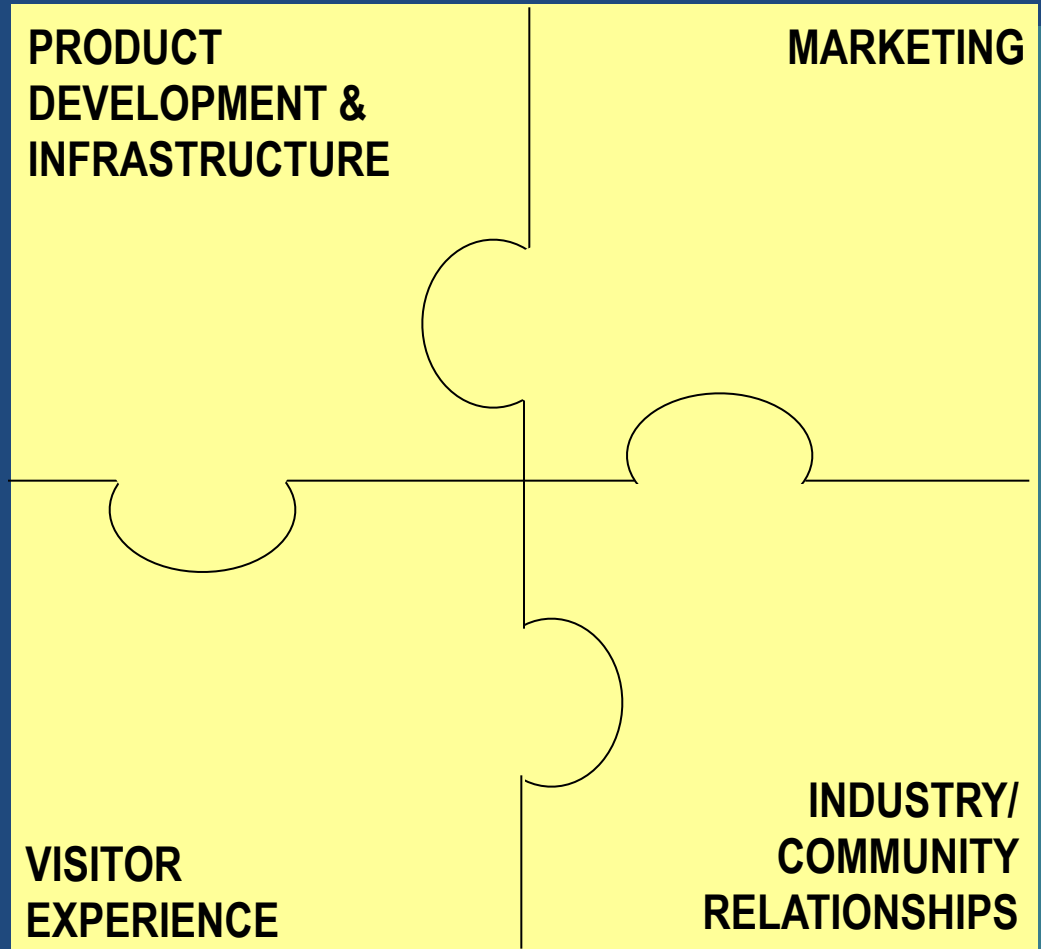 PRODUCT
DEVELOPMENT &
INFRASTRUCTURE
MARKETING
VISITOR
EXPERIENCE
INDUSTRY/
COMMUNITY
RELATIONSHIPS